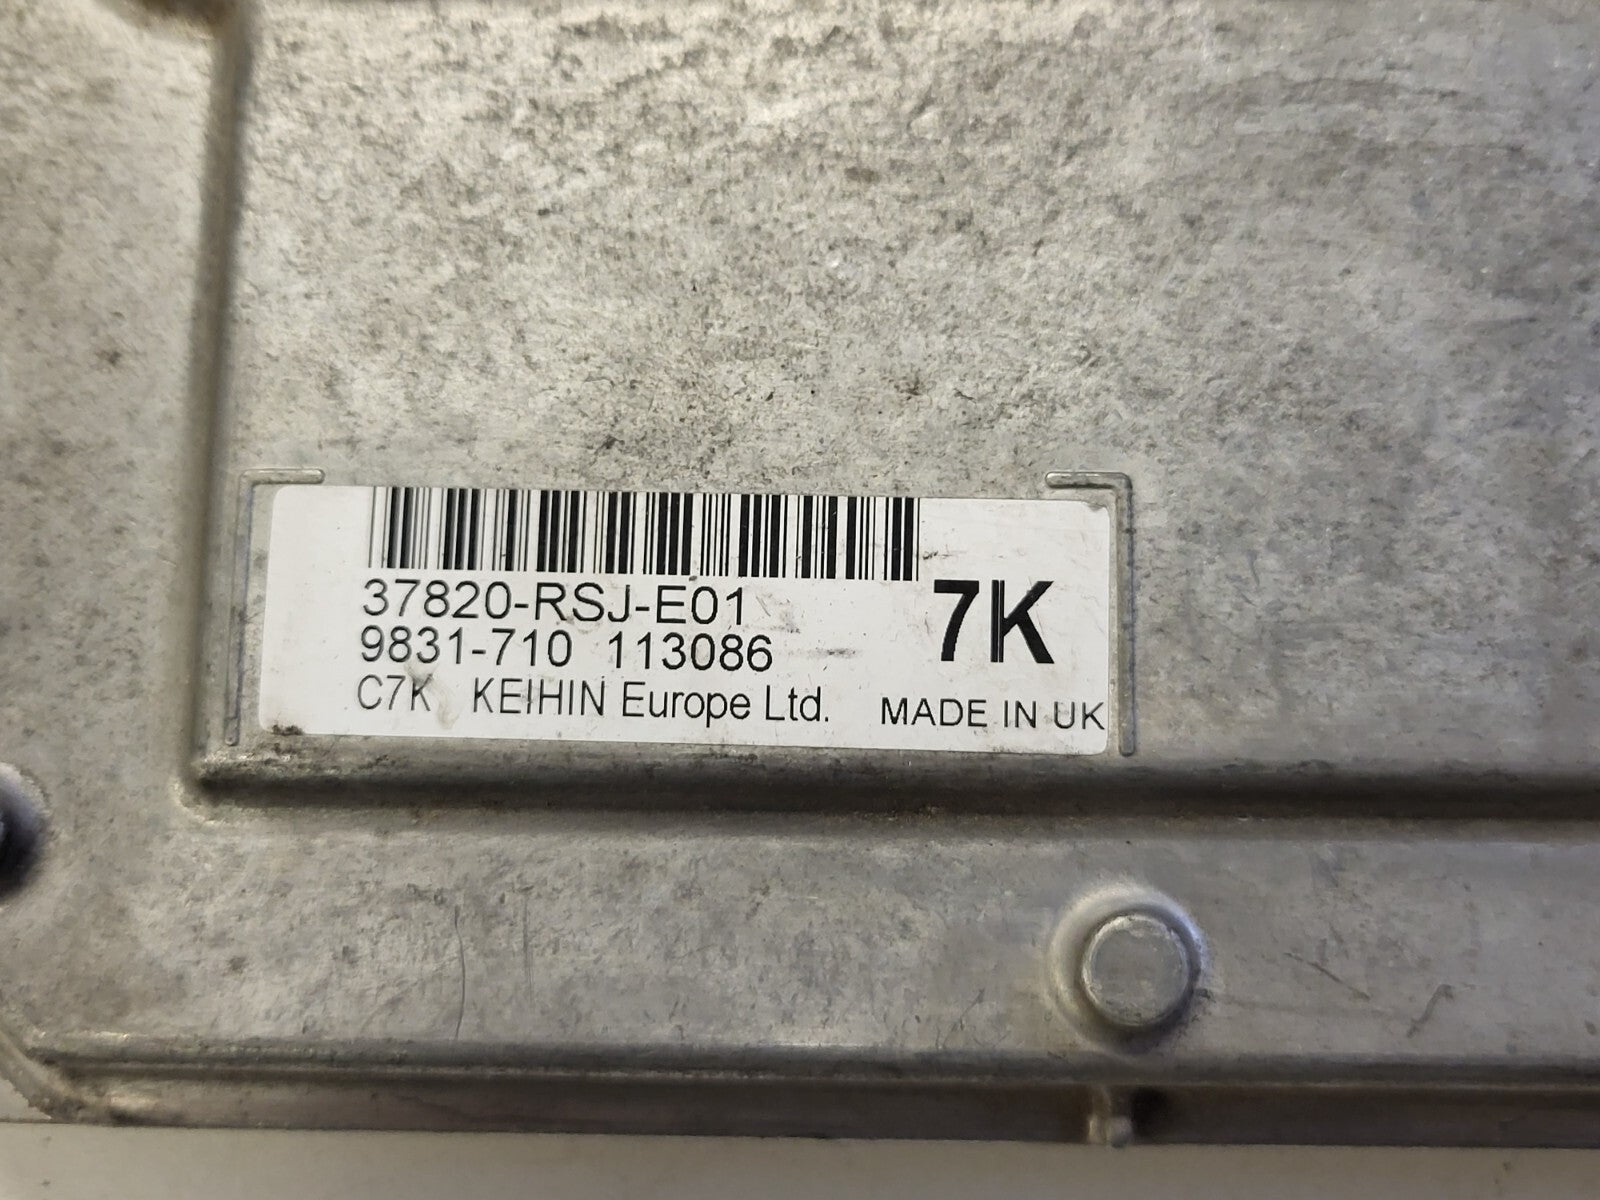 37820-RSJ-E01
7K
9831-710 113086
C7K KEIHIN Europe Ltd. MADE IN UK